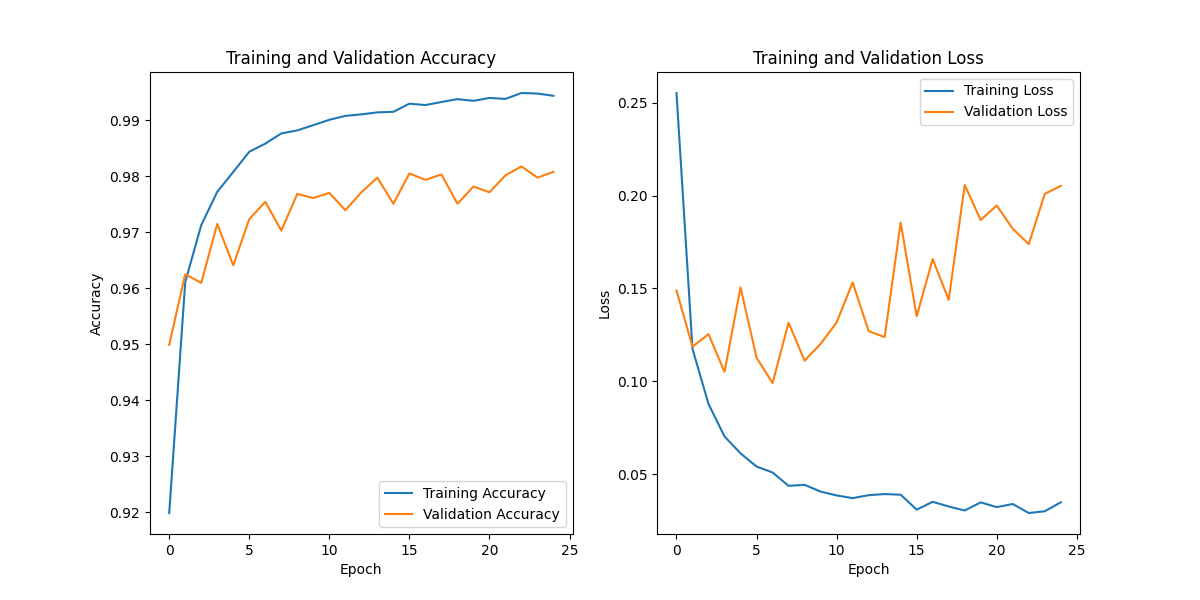 Training and Validation Accuracy
Accuracy
0.99
0.98
0.97
0.96
0.95
0.94
0.93
0.92
Training Accuracy
Validation Accuracy
0 5 10 15 20 25
Epoch
Training and Validation Loss
Loss
0.25
0.20
0.15
0.10
0.05
Training Loss
Validation Loss
0 5 10 15 20 25
Epoch